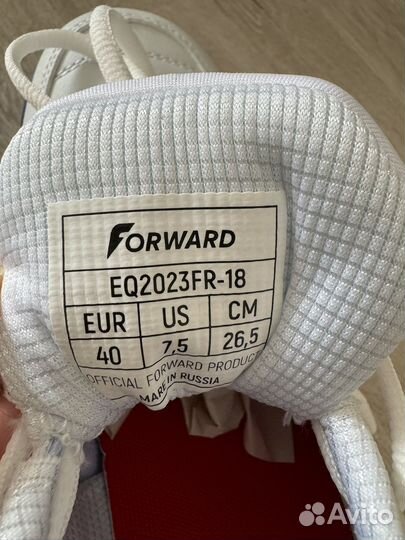 FORWARD
EQ2023FR-18
EUR US CM
40 7,5 26,5
OFFICIAL FORWARD PRODUCT
MADE IN RUSSIA
Avito